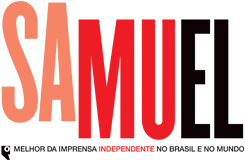 SAMUEL
O MELHOR DA IMPRENSA INDEPENDENTE NO BRASIL E NO MUNDO